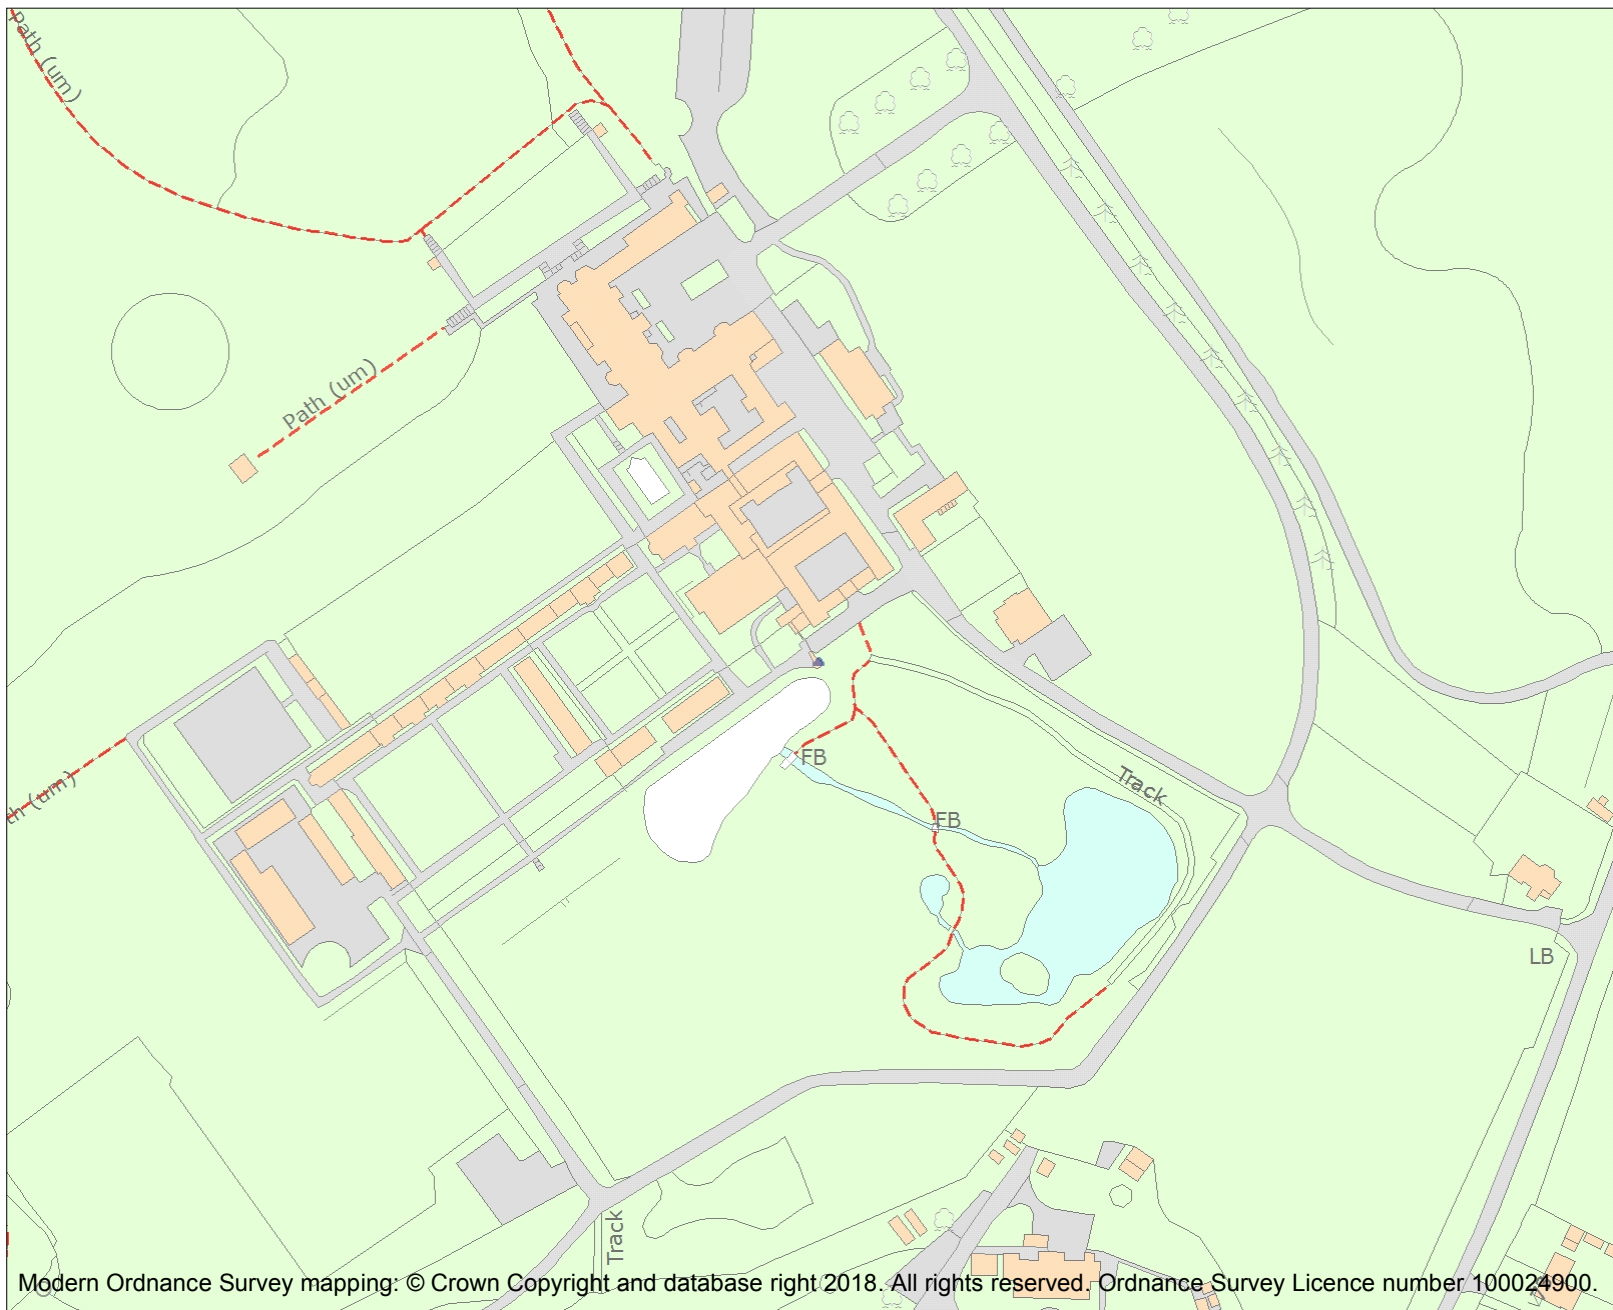 Path (um)
Path (um)
FB
Track
FB
th (um)
LB
Track
Modern Ordnance Survey mapping: © Crown Copyright and database right 2018. All rights reserved. Ordnance Survey Licence number 100024900.